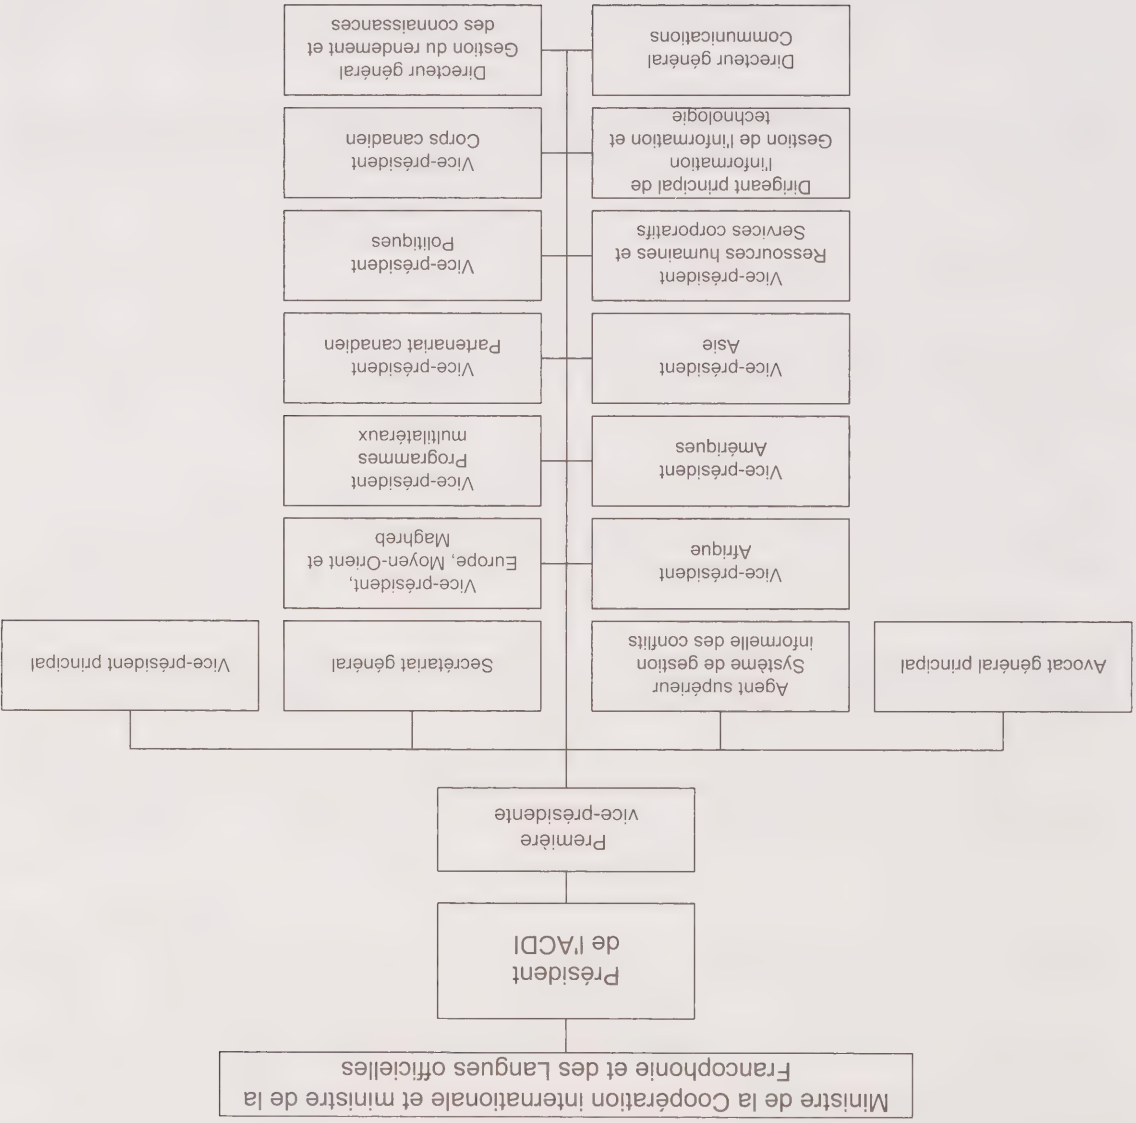 Ministre de la Coopération internationale et ministre de la
Francophonie et des Langues officielles
Président
de l'ACDI
Première
vice-présidente
Avocat général principal
Agent supérieur
Système de gestion
informelle des conflits
Secrétariat général
Vice-président principal
Vice-président
Afrique
Vice-président,
Europe, Moyen-Orient et
Maghreb
Vice-président
Amériques
Vice-président
Programmes
multilatéraux
Vice-président
Asie
Vice-président
Partenariat canadien
Vice-président
Ressources humaines et
Services corporatifs
Vice-président
Politiques
Dirigeant principal de
l'information
Gestion de l'information et
technologie
Vice-président
Corps canadien
Directeur général
Communications
Directeur général
Gestion du rendement et
des connaissances